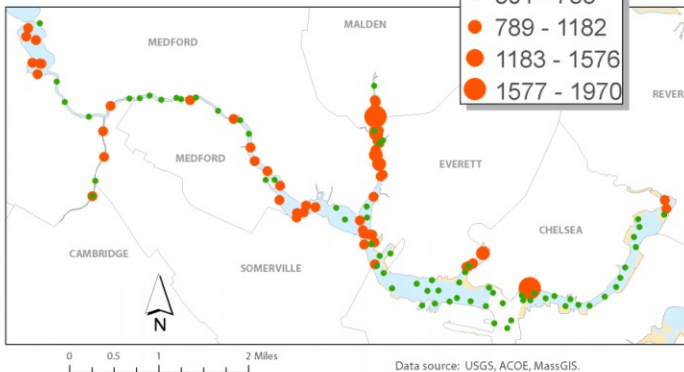 789 - 1182
1183 - 1576
1577 - 1970
MALDEN
MEDFORD
REVER
MEDFORD
EVERETT
CHELSEA
CAMBRIDGE
SOMERVILLE
N
0 0.5 1 2 Miles
Data source: USGS, ACOE, MassGIS.